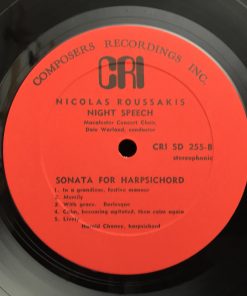 COMPOSERS RECORDINGS INC.
CRI
NICOLAS ROUSSAKIS
NIGHT SPEECH
Macalester Concert Choir,
Dale Warland, conductor
CRI SD 255-B
stereophonic
SONATA FOR HARPSICHORD
1. In a grandiose, festive manner
2. Merrily
3. With grace. Burlesque
4. Calm, becoming agitated, then calm again
5. Lively
Harold Chaney, harpsichord